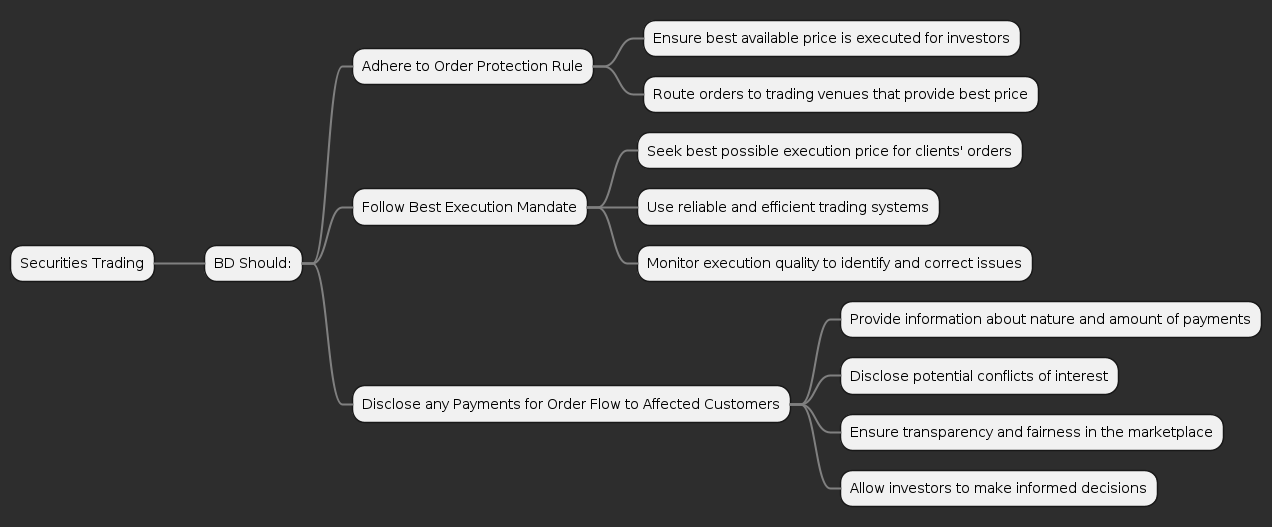 Securities Trading
BD Should:
Adhere to Order Protection Rule
Ensure best available price is executed for investors
Route orders to trading venues that provide best price
Follow Best Execution Mandate
Seek best possible execution price for clients' orders
Use reliable and efficient trading systems
Monitor execution quality to identify and correct issues
Disclose any Payments for Order Flow to Affected Customers
Provide information about nature and amount of payments
Disclose potential conflicts of interest
Ensure transparency and fairness in the marketplace
Allow investors to make informed decisions